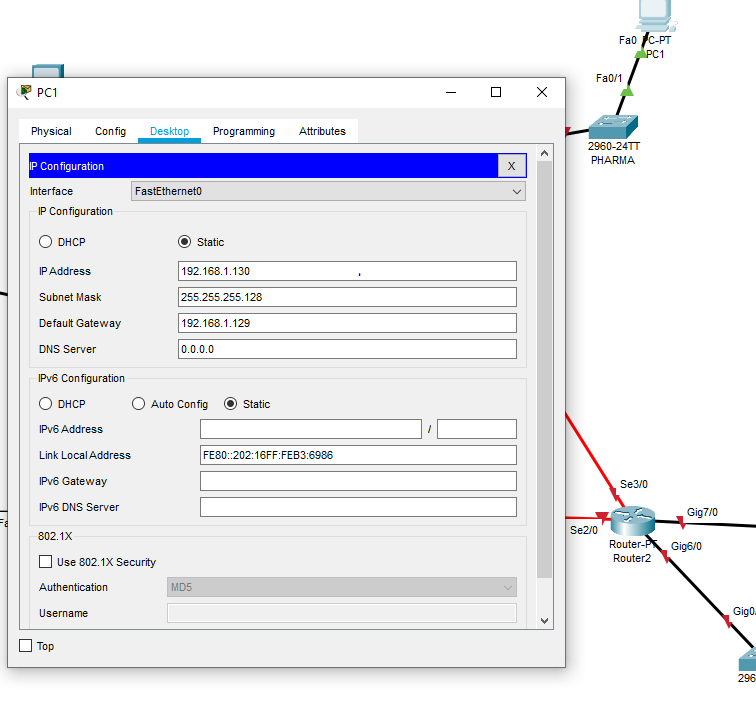 PC1
Physical Config Desktop Programming Attributes
IP Configuration X
Interface FastEthernet0
IP Configuration
DHCP Static
IP Address 192.168.1.130
Subnet Mask 255.255.255.128
Default Gateway 192.168.1.129
DNS Server 0.0.0.0
IPv6 Configuration
DHCP Auto Config Static
IPv6 Address /
Link Local Address FE80::202:16FF:FEB3:6986
IPv6 Gateway
IPv6 DNS Server
802.1X
Use 802.1X Security
Authentication MD5
Username
Top
Fa0 PC-PT
PC1
Fa0/1
2960-24TT
PHARMA
Se3/0
Se2/0
Gig7/0
Router-PT
Router2
Gig6/0
Gig0/
296
Fa